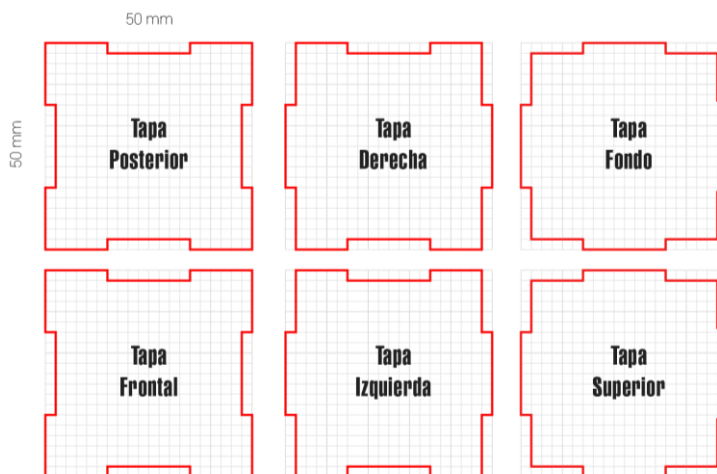 50 mm
50 mm
Tapa
Posterior
Tapa
Derecha
Tapa
Fondo
Tapa
Frontal
Tapa
Izquierda
Tapa
Superior